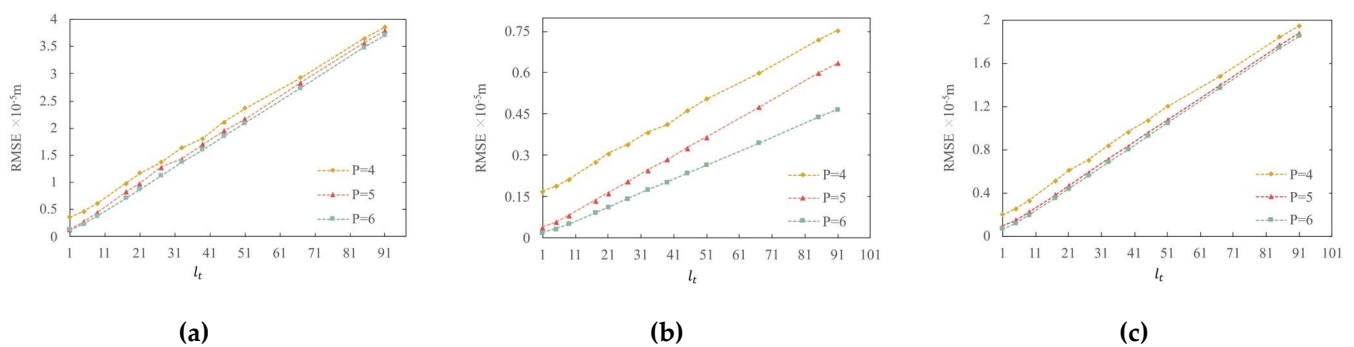 4
3.5
3
2.5
2
1.5
1
0.5
0
RMSE ×10⁻⁵m
P=4
P=5
P=6
1 11 21 31 41 51 61 71 81 91
lₜ
(a)
0.75
0.6
0.45
0.3
0.15
0
RMSE ×10⁻⁵m
P=4
P=5
P=6
1 11 21 31 41 51 61 71 81 91 101
lₜ
(b)
2
1.6
1.2
0.8
0.4
0
RMSE ×10⁻⁵m
P=4
P=5
P=6
1 11 21 31 41 51 61 71 81 91 101
lₜ
(c)